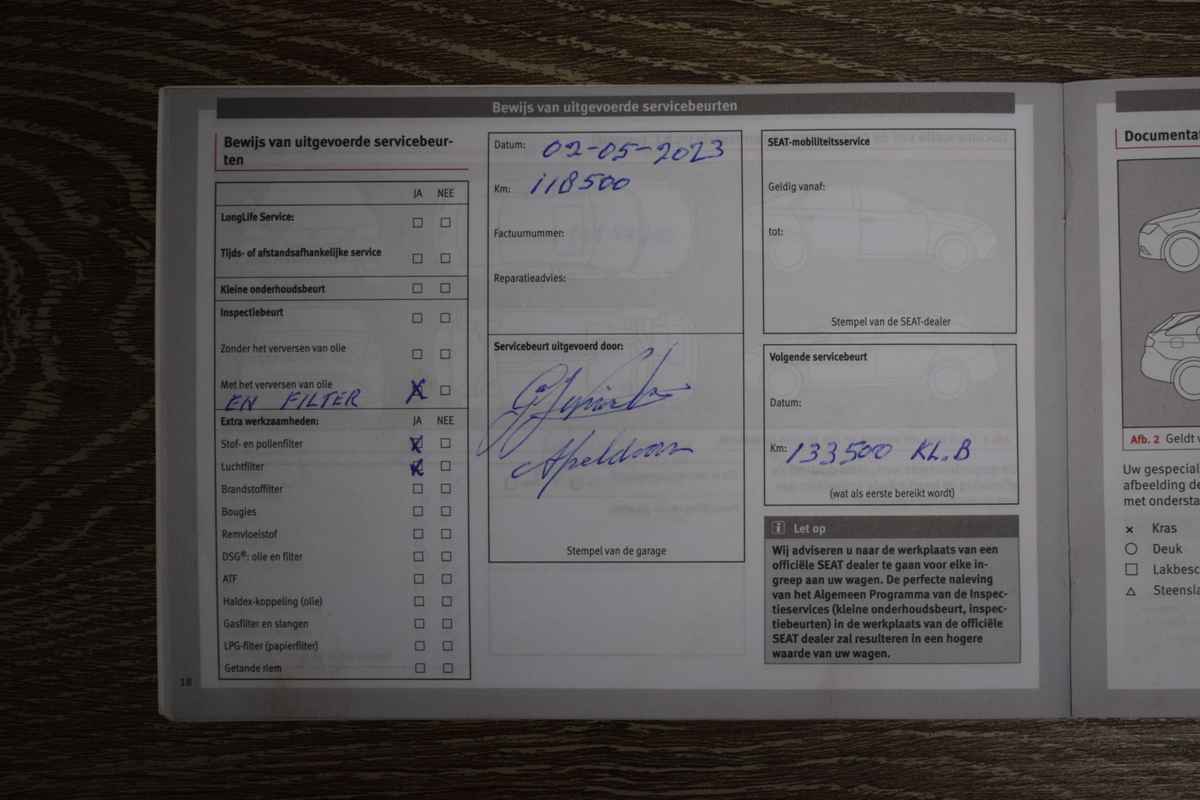 Bewijs van uitgevoerde servicebeurten
Bewijs van uitgevoerde servicebeur-
ten
JA NEE
LongLife Service:
Tijds- of afstandsafhankelijke service
Kleine onderhoudsbeurt
Inspectiebeurt
Zonder het verversen van olie
Met het verversen van olie
EN FILTER
Extra werkzaamheden: JA NEE
Stof- en pollenfilter
Luchtfilter
Brandstoffilter
Bougies
Remvloeistof
DSG®: olie en filter
ATF
Haldex-koppeling (olie)
Gasfilter en slangen
LPG-filter (papierfilter)
Getande riem
18
Datum: 02-05-2023
Km: 118500
Factuurnummer:
Reparatieadvies:
Servicebeurt uitgevoerd door:
Apeldoorn
Stempel van de garage
SEAT-mobiliteitsservice
Geldig vanaf:
tot:
Stempel van de SEAT-dealer
Volgende servicebeurt
Datum:
Km: 133500 KL.B
(wat als eerste bereikt wordt)
Let op
Wij adviseren u naar de werkplaats van een
officiële SEAT dealer te gaan voor elke in-
greep aan uw wagen. De perfecte naleving
van het Algemeen Programma van de Inspec-
tieservices (kleine onderhoudsbeurt, inspec-
tiebeurten) in de werkplaats van de officiële
SEAT dealer zal resulteren in een hogere
waarde van uw wagen.
Documentat
Afb. 2 Geldt v
Uw gespecial
afbeelding de
met ondersta
Kras
Deuk
Lakbesc
Steensla